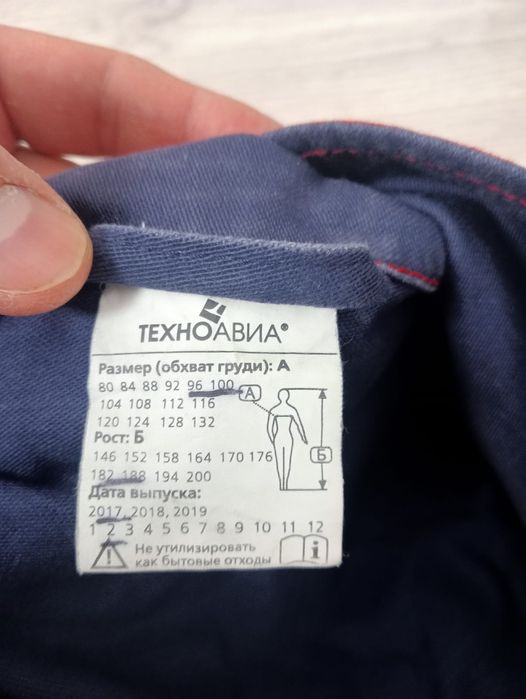 ТЕХНОАВИА®
Размер (обхват груди): А
80 84 88 92 96 100
104 108 112 116
120 124 128 132
А
Рост: Б
146 152 158 164 170 176
182 188 194 200
Б
Дата выпуска:
2017, 2018, 2019
1 2 3 4 5 6 7 8 9 10 11 12
Не утилизировать
как бытовые отходы
i